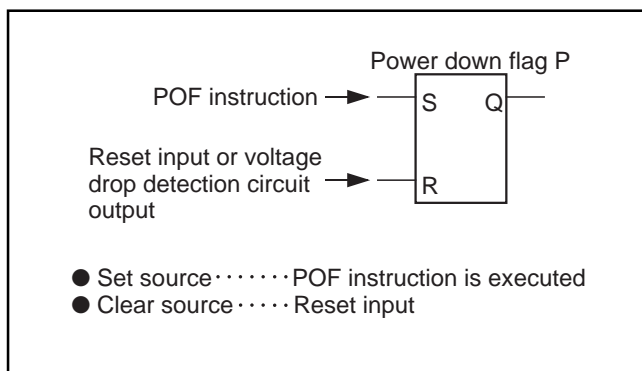 Power down flag P
POF instruction
S Q
Reset input or voltage
drop detection circuit
output
R
● Set source ・・・・・・・ POF instruction is executed
● Clear source ・・・・・ Reset input